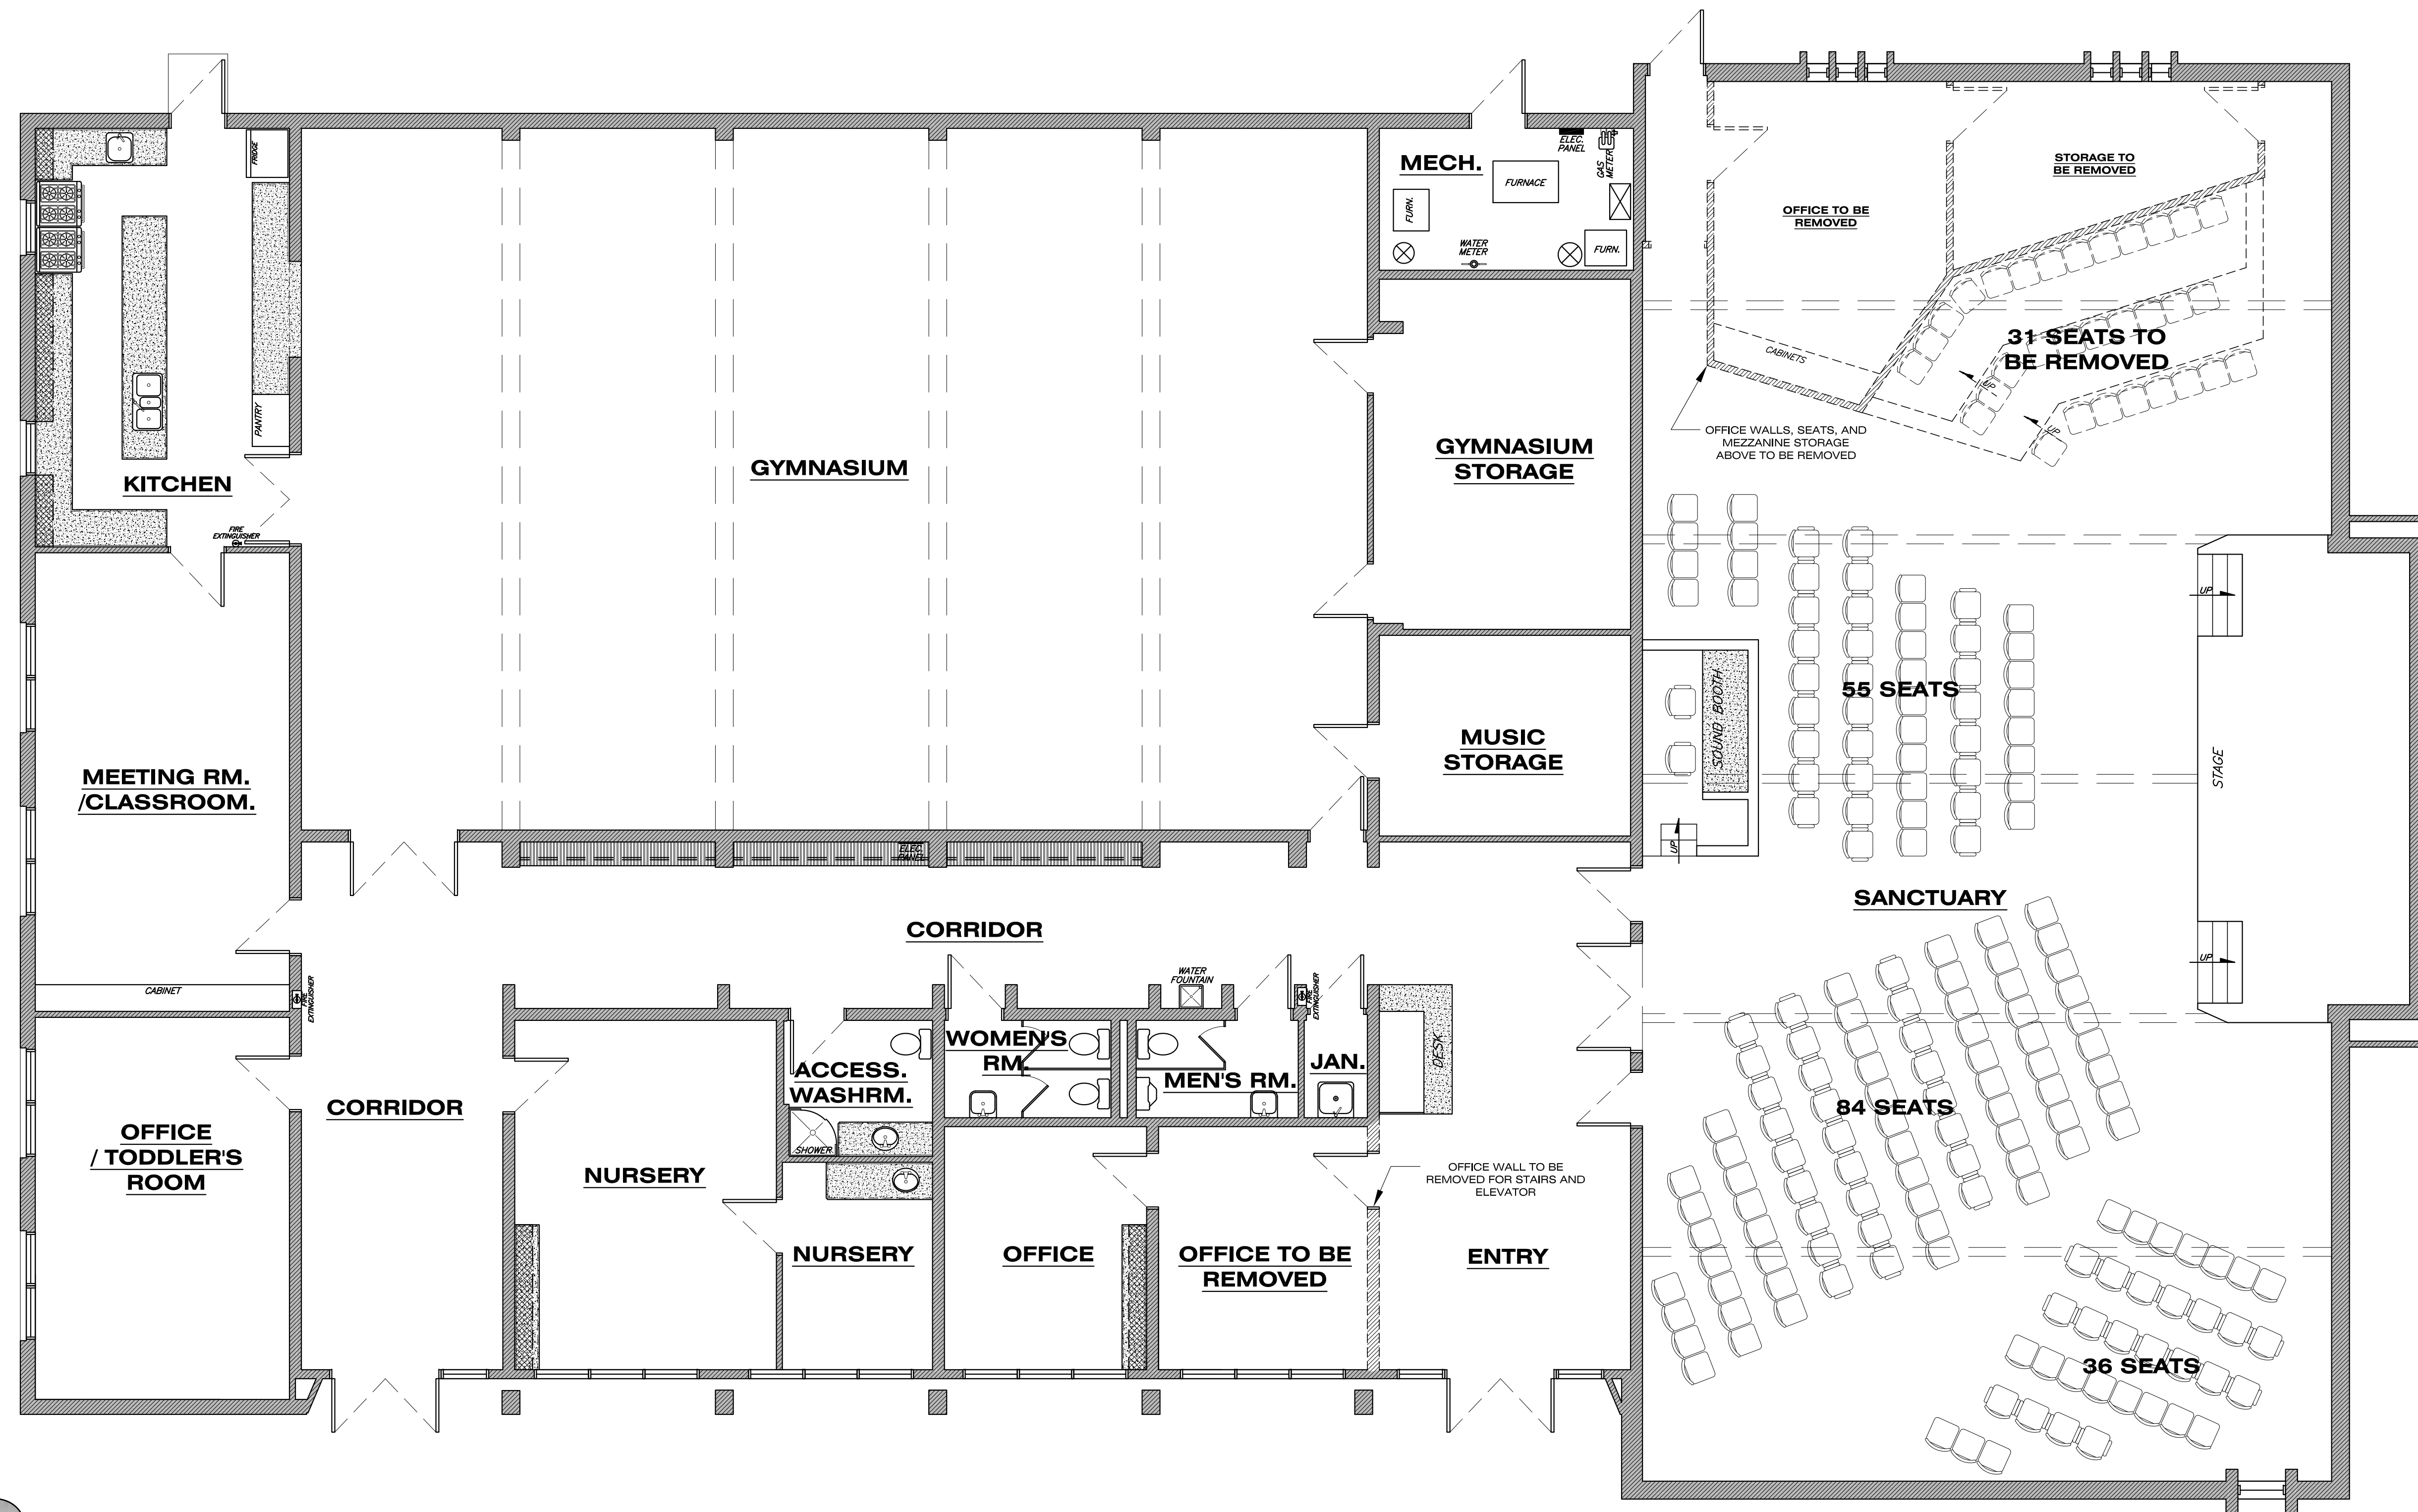 FRIDGE
PANTRY
KITCHEN
FIRE
EXTINGUISHER
GYMNASIUM
MECH.
ELEC.
PANEL
GAS
METER
FURNACE
FURN.
WATER
METER
FURN.
GYMNASIUM
STORAGE
MUSIC
STORAGE
OFFICE TO BE
REMOVED
STORAGE TO
BE REMOVED
CABINETS
31 SEATS TO
BE REMOVED
UP
UP
OFFICE WALLS, SEATS, AND
MEZZANINE STORAGE
ABOVE TO BE REMOVED
UP
55 SEATS
SOUND BOOTH
UP
STAGE
SANCTUARY
UP
84 SEATS
36 SEATS
MEETING RM.
/CLASSROOM.
CABINET
FIRE
EXTINGUISHER
ELEC.
PANEL
CORRIDOR
WATER
FOUNTAIN
FIRE
EXTINGUISHER
OFFICE
/ TODDLER'S
ROOM
CORRIDOR
NURSERY
ACCESS.
WASHRM.
SHOWER
NURSERY
WOMEN'S
RM.
MEN'S RM.
JAN.
DESK
OFFICE
OFFICE TO BE
REMOVED
OFFICE WALL TO BE
REMOVED FOR STAIRS AND
ELEVATOR
ENTRY